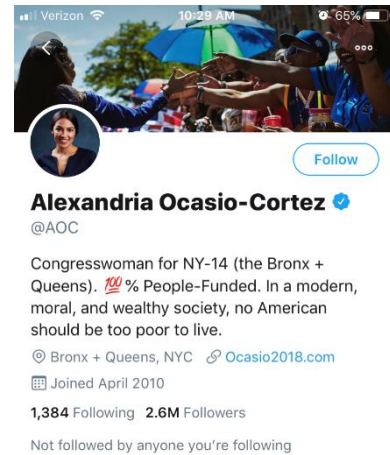 Verizon 10:29 AM 65%
Follow
Alexandria Ocasio-Cortez
@AOC
Congresswoman for NY-14 (the Bronx +
Queens). 💯 % People-Funded. In a modern,
moral, and wealthy society, no American
should be too poor to live.
Bronx + Queens, NYC Ocasio2018.com
Joined April 2010
1,384 Following 2.6M Followers
Not followed by anyone you’re following